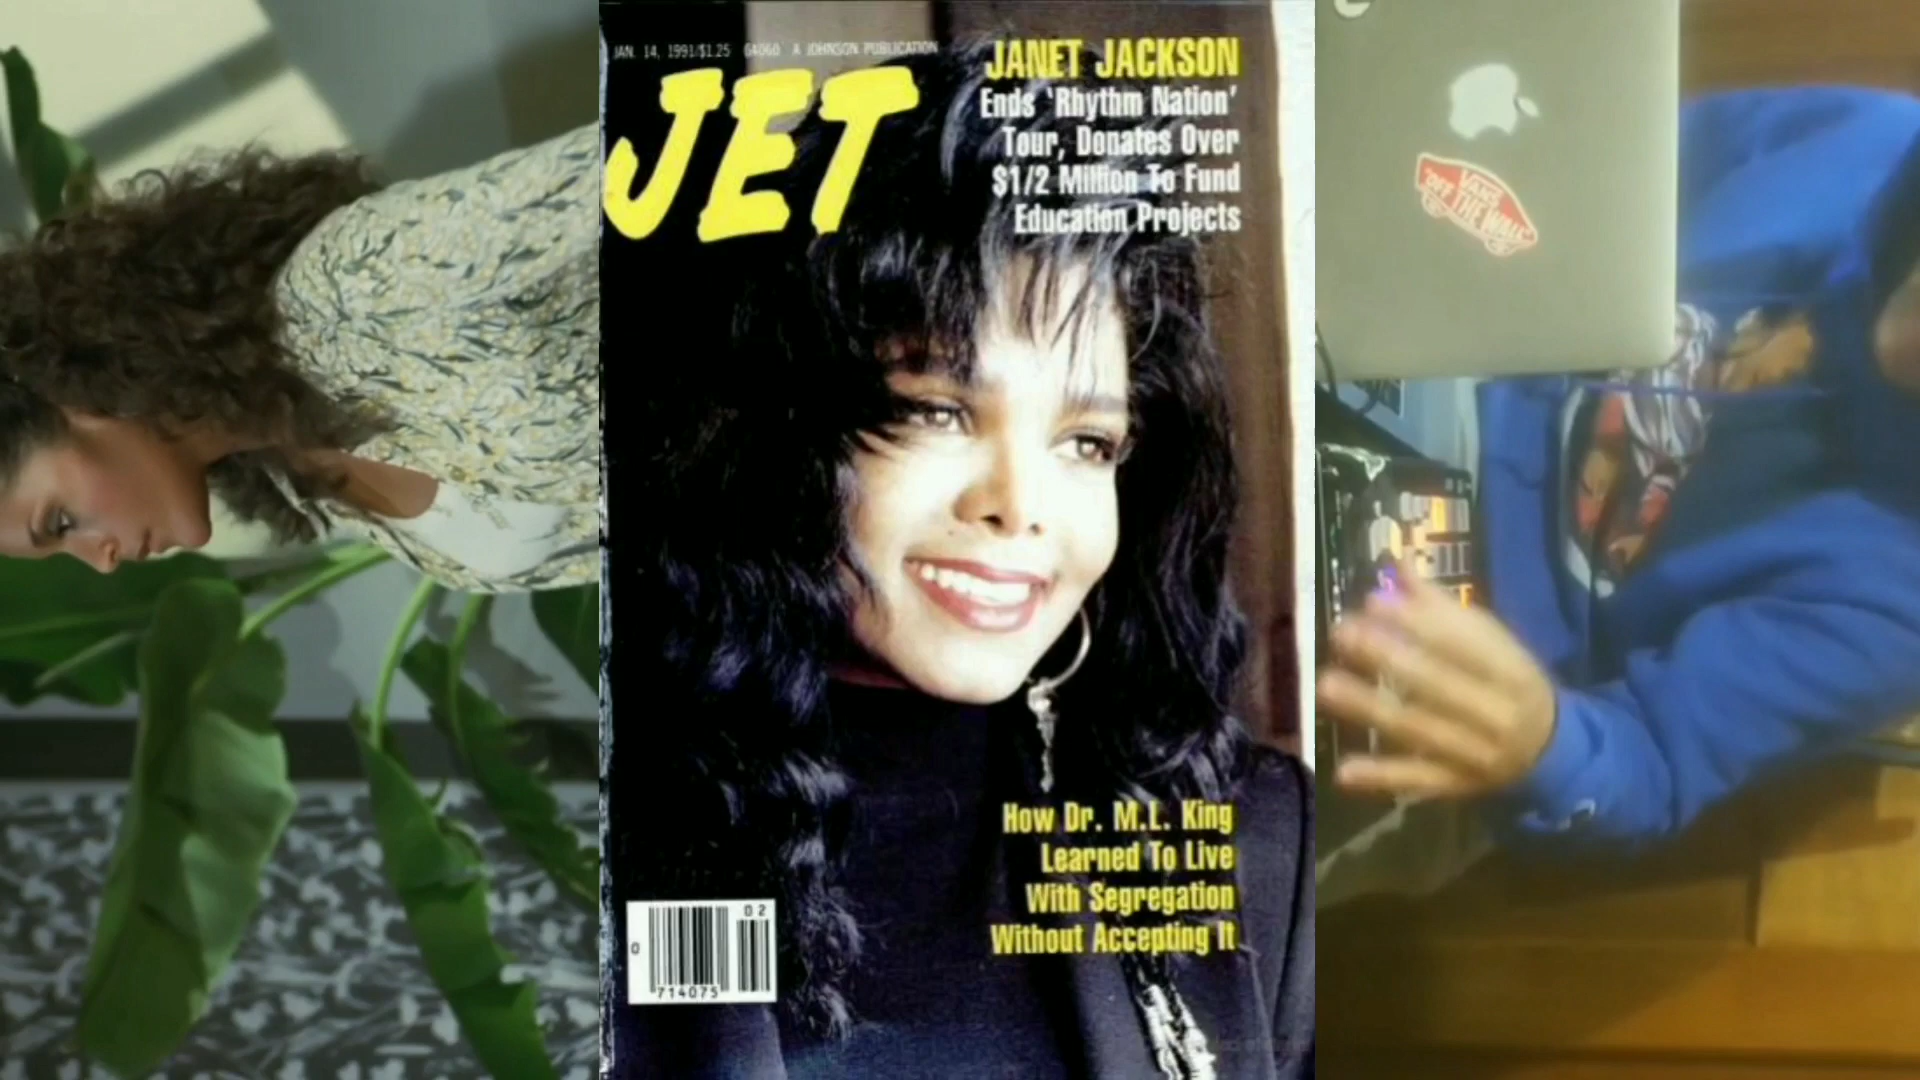 JAN. 14, 1991/$1.25 64060 A JOHNSON PUBLICATION
JET
JANET JACKSON
Ends 'Rhythm Nation'
Tour, Donates Over
$1/2 Million To Fund
Education Projects
How Dr. M.L. King
Learned To Live
With Segregation
Without Accepting It
02
0
714075
VANS
"OFF THE WALL"